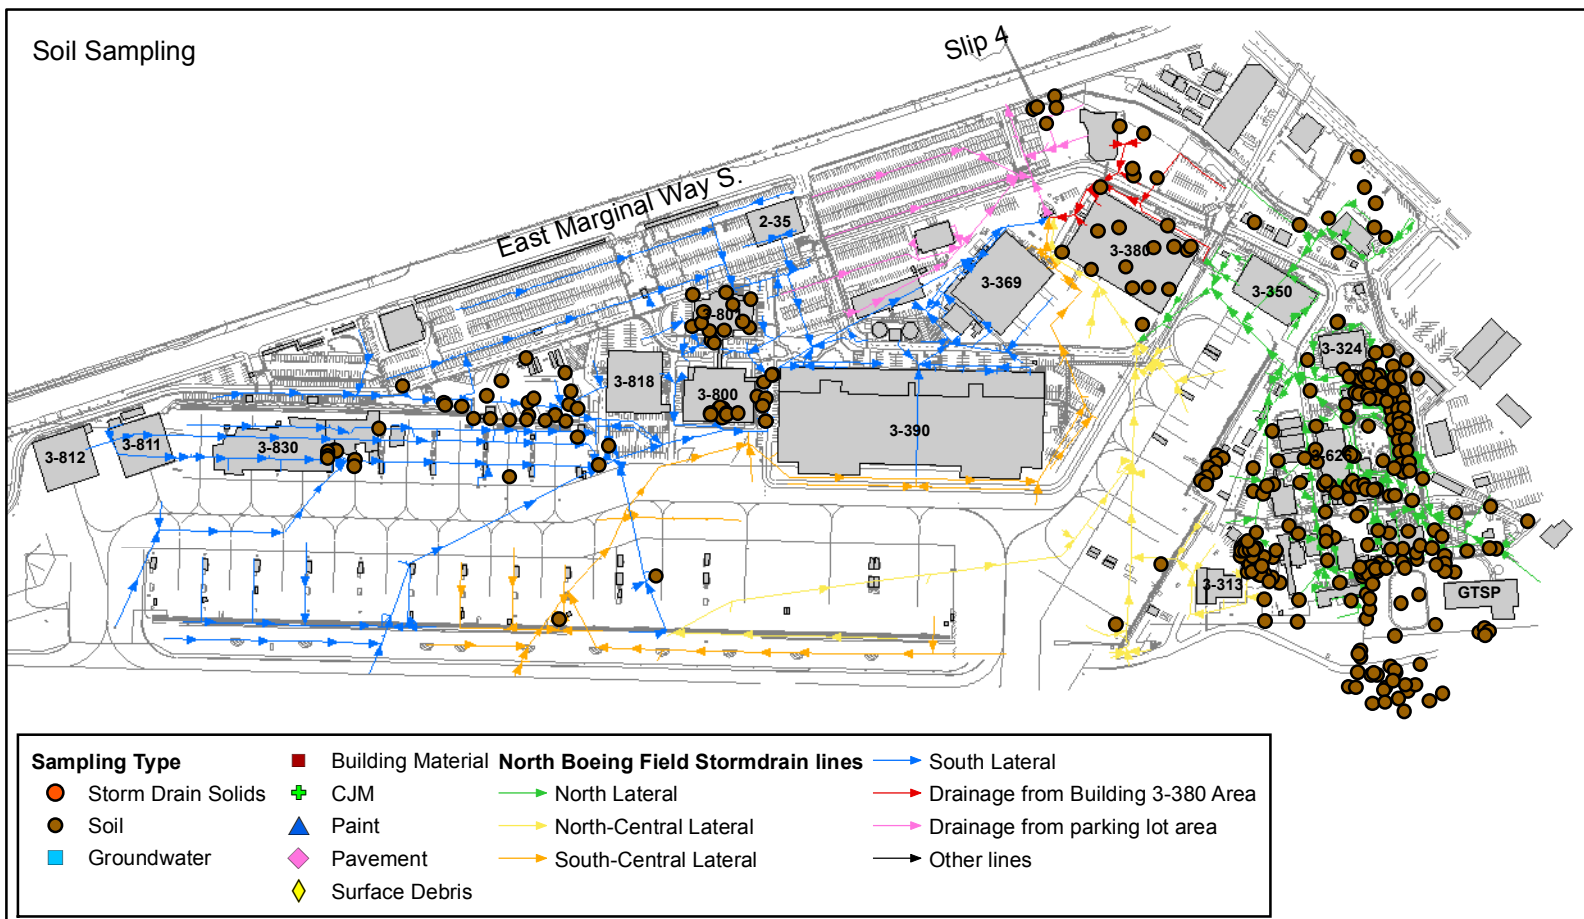 Soil Sampling
Slip 4
East Marginal Way S.
2-35
3-380
3-369
3-350
3-801
3-324
3-818
3-800
3-390
3-812
3-811
3-830
3-626
3-313
GTSP
Sampling Type
Storm Drain Solids
Soil
Groundwater
Building Material
CJM
Paint
Pavement
Surface Debris
North Boeing Field Stormdrain lines
North Lateral
North-Central Lateral
South-Central Lateral
South Lateral
Drainage from Building 3-380 Area
Drainage from parking lot area
Other lines